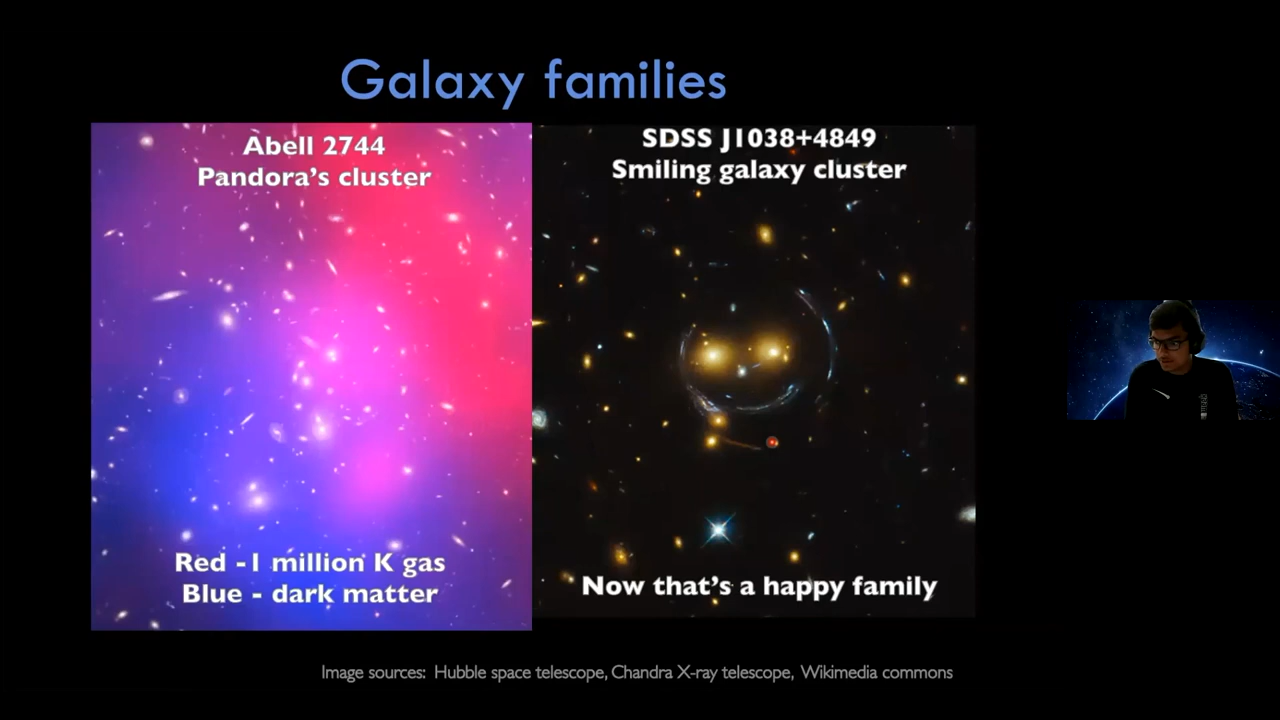 Galaxy families
Abell 2744
Pandora’s cluster
Red -1 million K gas
Blue - dark matter
SDSS J1038+4849
Smiling galaxy cluster
Now that’s a happy family
Image sources: Hubble space telescope, Chandra X-ray telescope, Wikimedia commons